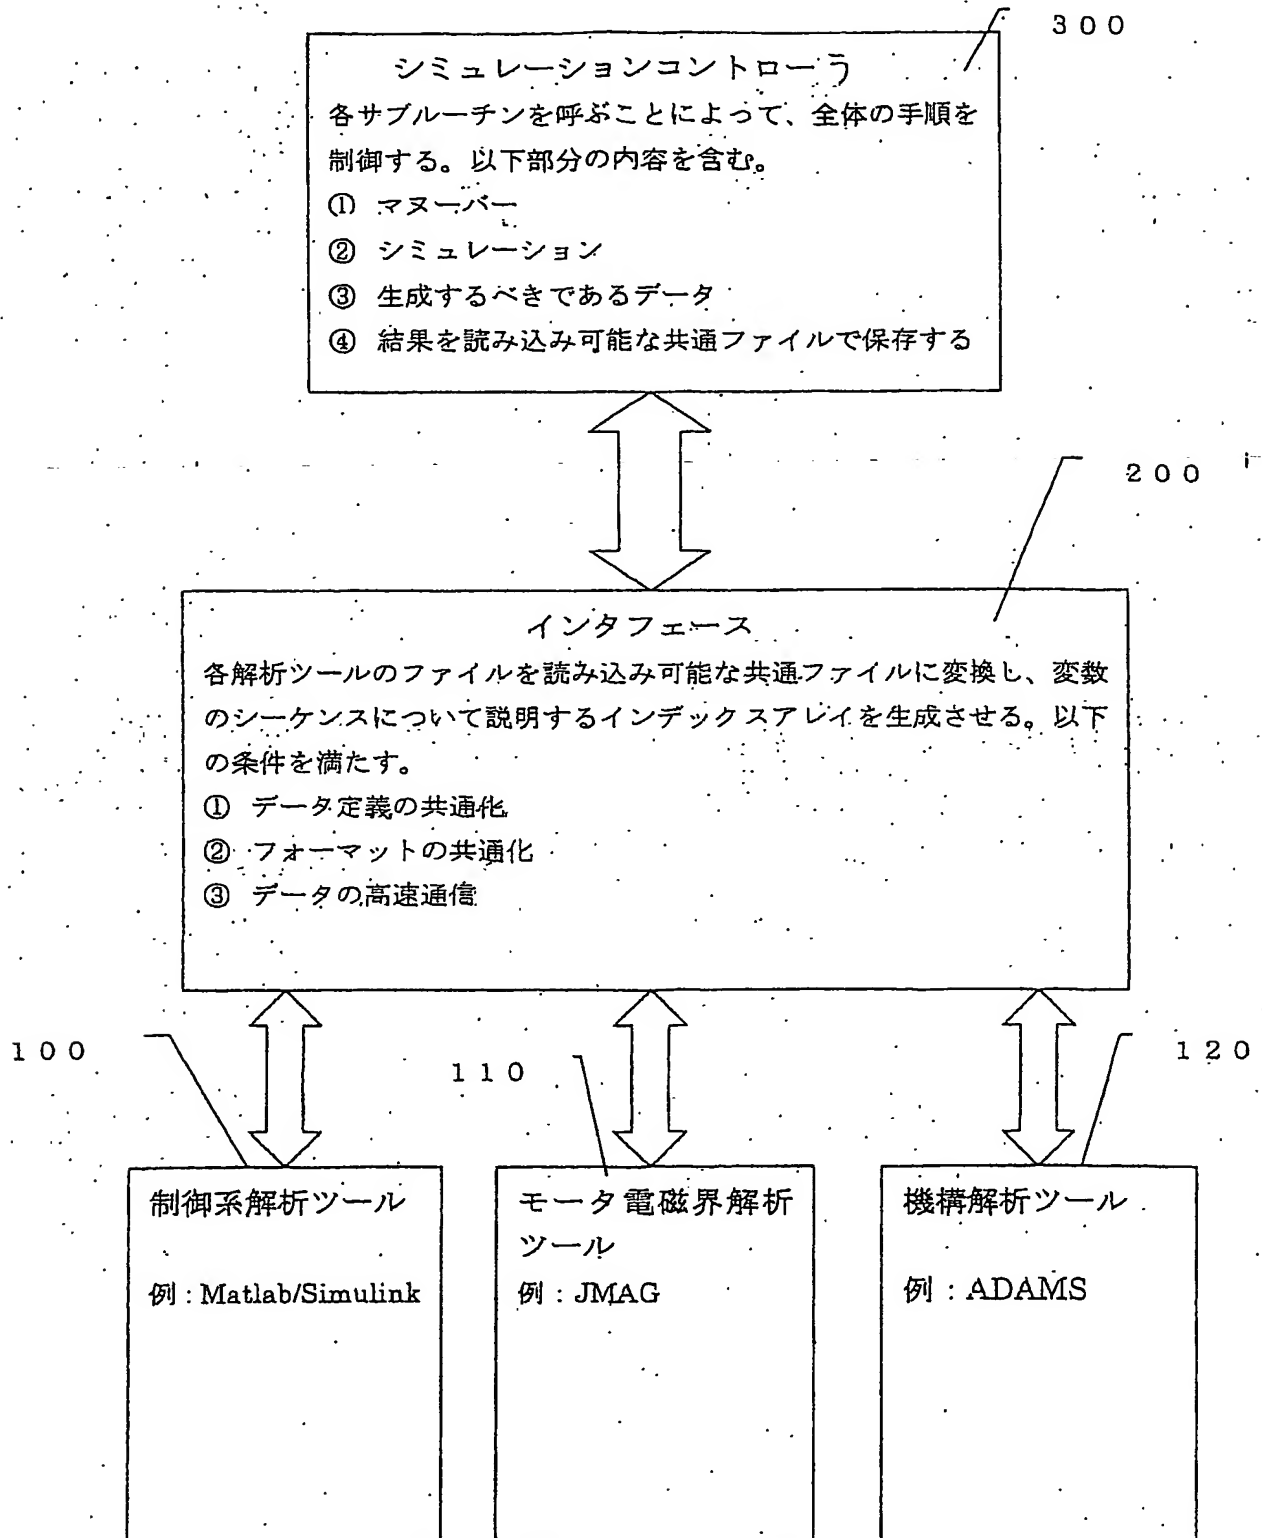 300
シミュレーションコントローラ
各サブルーチンを呼ぶことによって、全体の手順を
制御する。以下部分の内容を含む。
① マヌーバー
② シミュレーション
③ 生成するべきであるデータ
④ 結果を読み込み可能な共通ファイルで保存する
200
インタフェース
各解析ツールのファイルを読み込み可能な共通ファイルに変換し、変数
のシーケンスについて説明するインデックスアレイを生成させる。以下
の条件を満たす。
① データ定義の共通化
② フォーマットの共通化
③ データの高速通信
100
110
120
制御系解析ツール
例：Matlab/Simulink
モータ電磁界解析
ツール
例：JMAG
機構解析ツール
例：ADAMS